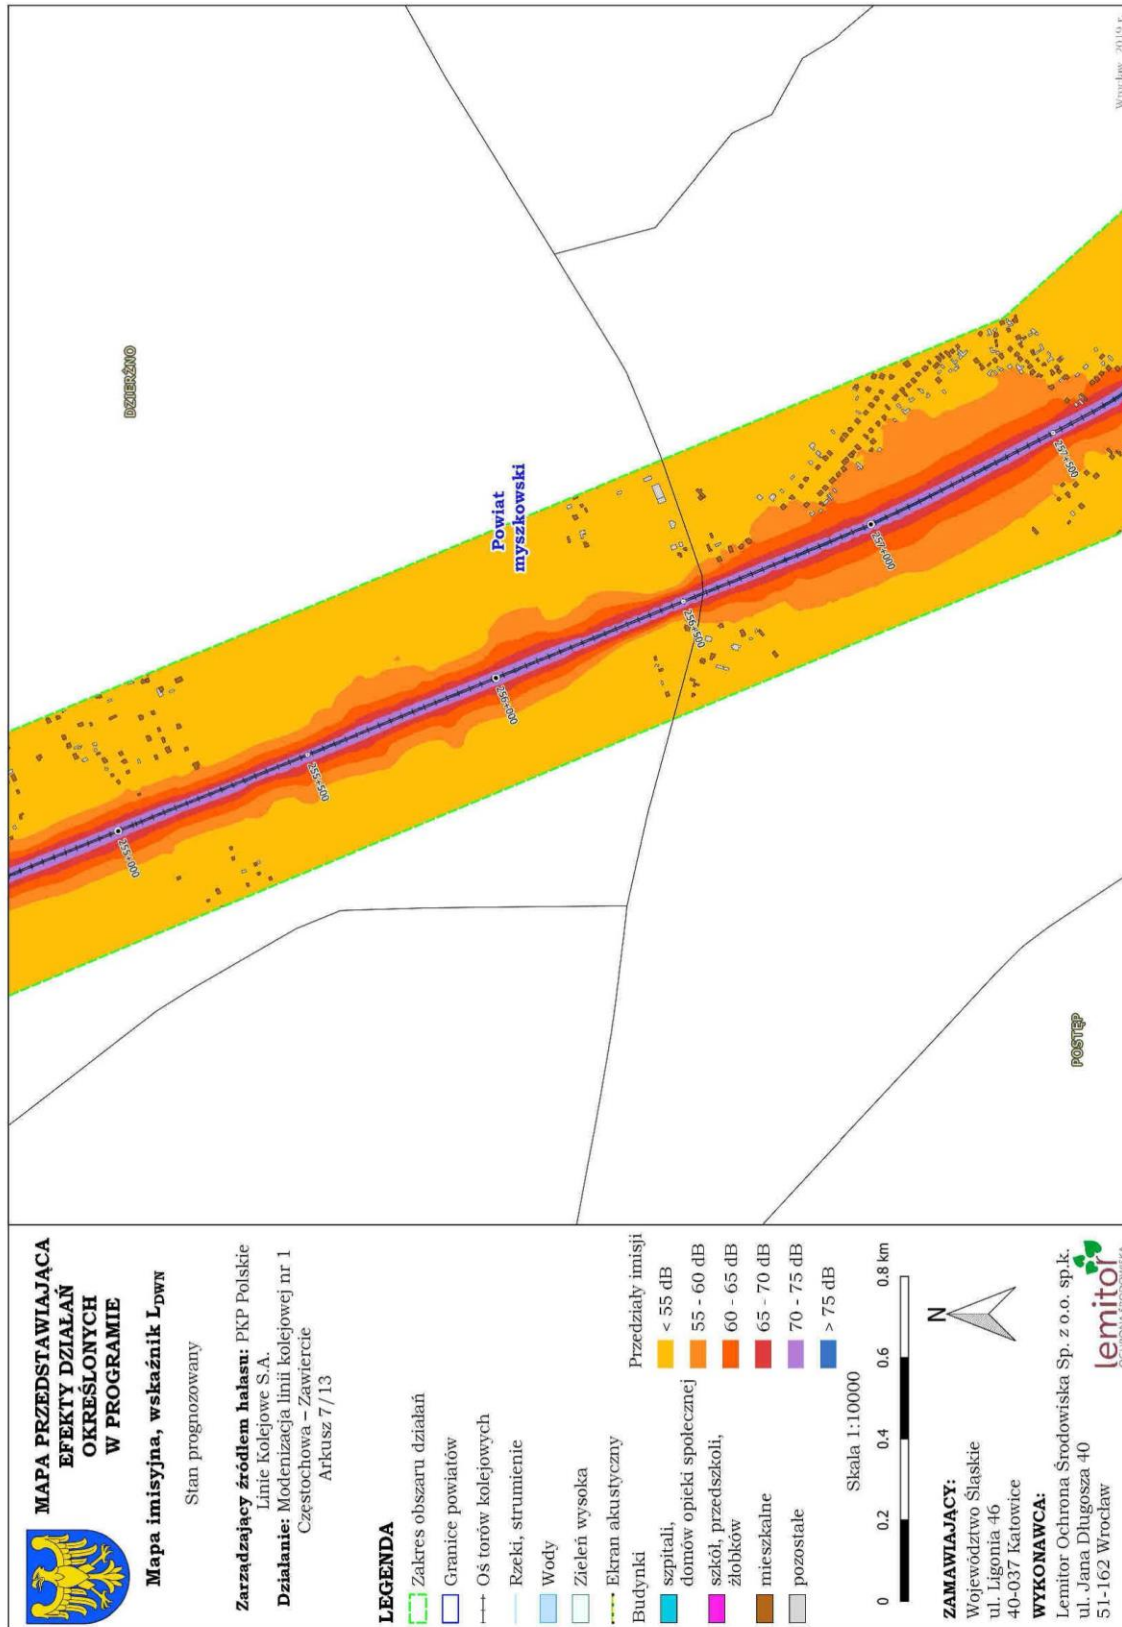 MAPA PRZEDSTAWIAJĄCA
EFEKTY DZIAŁAŃ
OKREŚLONYCH
W PROGRAMIE
Mapa imisyjna, wskaźnik LDWN
Stan prognozowany
Zarządzający źródłem hałasu: PKP Polskie
Linie Kolejowe S.A.
Działanie: Modenizacja linii kolejowej nr 1
Częstochowa – Zawiercie
Arkusz 7/13
LEGENDA
Zakres obszaru działań
Granice powiatów
Oś torów kolejowych
Rzeki, strumienie
Wody
Zieleń wysoka
Ekran akustyczny
Budynki
szpitali,
domów opieki społecznej
szkół, przedszkoli,
żłobków
mieszkalne
pozostałe
Przedziały imisji
< 55 dB
55 - 60 dB
60 - 65 dB
65 - 70 dB
70 - 75 dB
> 75 dB
Skala 1:10000
0 0.2 0.4 0.6 0.8 km
N
ZAMAWIAJĄCY:
Województwo Śląskie
ul. Ligonia 46
40-037 Katowice
WYKONAWCA:
Lemitor Ochrona Środowiska Sp. z o.o. sp.k.
ul. Jana Długosza 40
51-162 Wrocław
lemitor
DZIERŻNO
Powiat
myszkowski
POSTĘP
255+000
255+500
256+000
256+500
257+000
257+500
Wrocław, 2019 r.